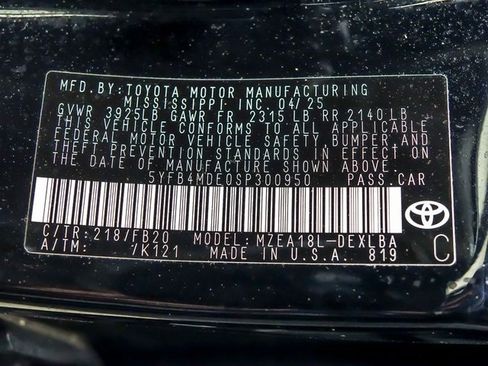 MFD.BY:TOYOTA MOTOR MANUFACTURING
MISSISSIPPI INC.04/25
GVWR 3925LB GAWR FR 2315 LB RR 2140 LB
THIS VEHICLE CONFORMS TO ALL APPLICABLE
FEDERAL MOTOR VEHICLE SAFETY,BUMPER,AND
THEFT PREVENTION STANDARDS IN EFFECT ON
THE DATE OF MANUFACTURE SHOWN ABOVE.
5YFB4MDE0SP300950 PASS.CAR
C/TR:218/FB20 MODEL:MZEA18L-DEXLBA
A/TM: /K121 MADE IN U.S.A. 819
TOYOTA
C